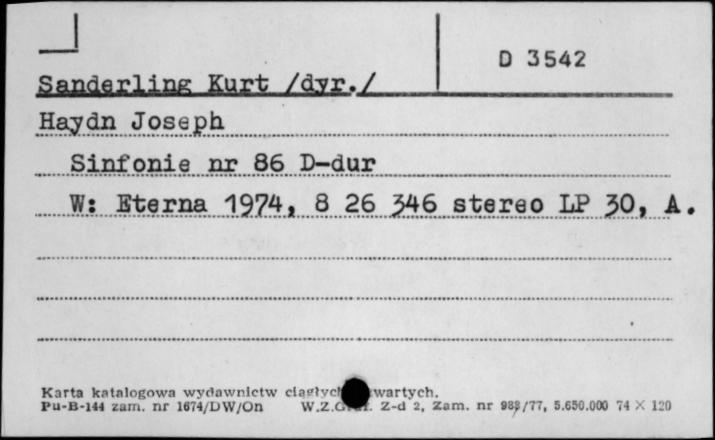 D 3542
Sanderling Kurt /dyr./
Haydn Joseph
Sinfonie nr 86 D-dur
W: Eterna 1974, 8 26 346 stereo LP 30, A.
Karta katalogowa wydawnictw ciągłych wartych.
Pu-B-144 zam. nr 1674/DW/On W.Z.Graf. Z-d 2, Zam. nr /77, 5.650.000 74 × 120